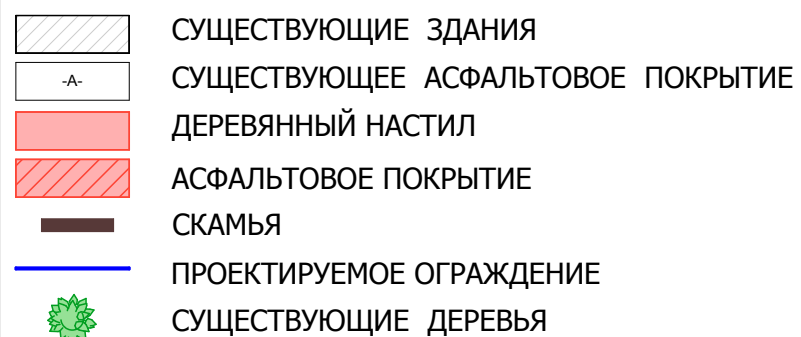 СУЩЕСТВУЮЩИЕ ЗДАНИЯ
-А- СУЩЕСТВУЮЩЕЕ АСФАЛЬТОВОЕ ПОКРЫТИЕ
ДЕРЕВЯННЫЙ НАСТИЛ
АСФАЛЬТОВОЕ ПОКРЫТИЕ
СКАМЬЯ
ПРОЕКТИРУЕМОЕ ОГРАЖДЕНИЕ
СУЩЕСТВУЮЩИЕ ДЕРЕВЬЯ